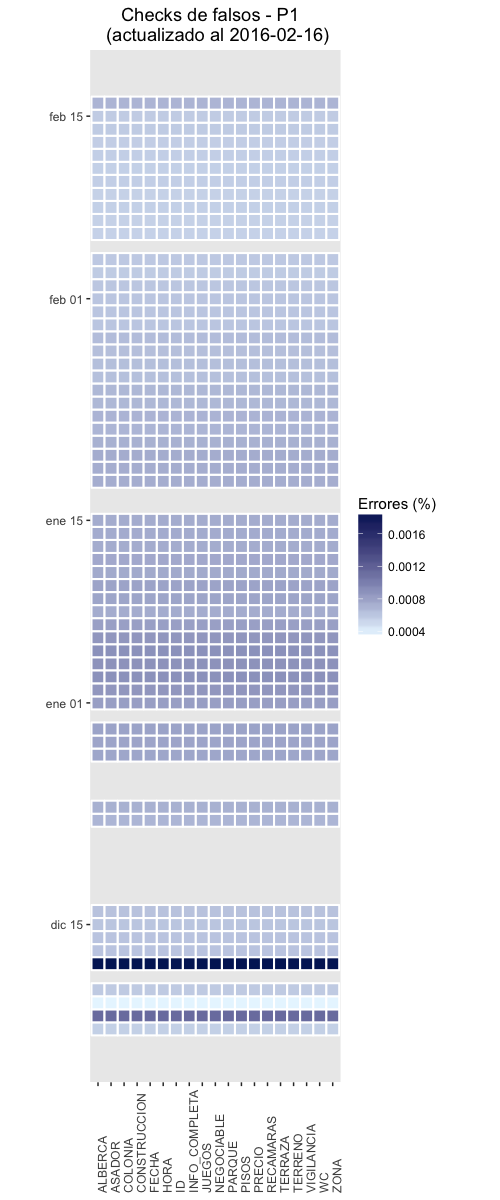 Checks de falsos - P1
(actualizado al 2016-02-16)
feb 15
feb 01
ene 15
ene 01
dic 15
Errores (%)
0.0016
0.0012
0.0008
0.0004
ALBERCA
ASADOR
COLONIA
CONSTRUCCION
FECHA
HORA
ID
INFO_COMPLETA
JUEGOS
NEGOCIABLE
PARQUE
PISOS
PRECIO
RECAMARAS
TERRAZA
TERRENO
VIGILANCIA
WC
ZONA